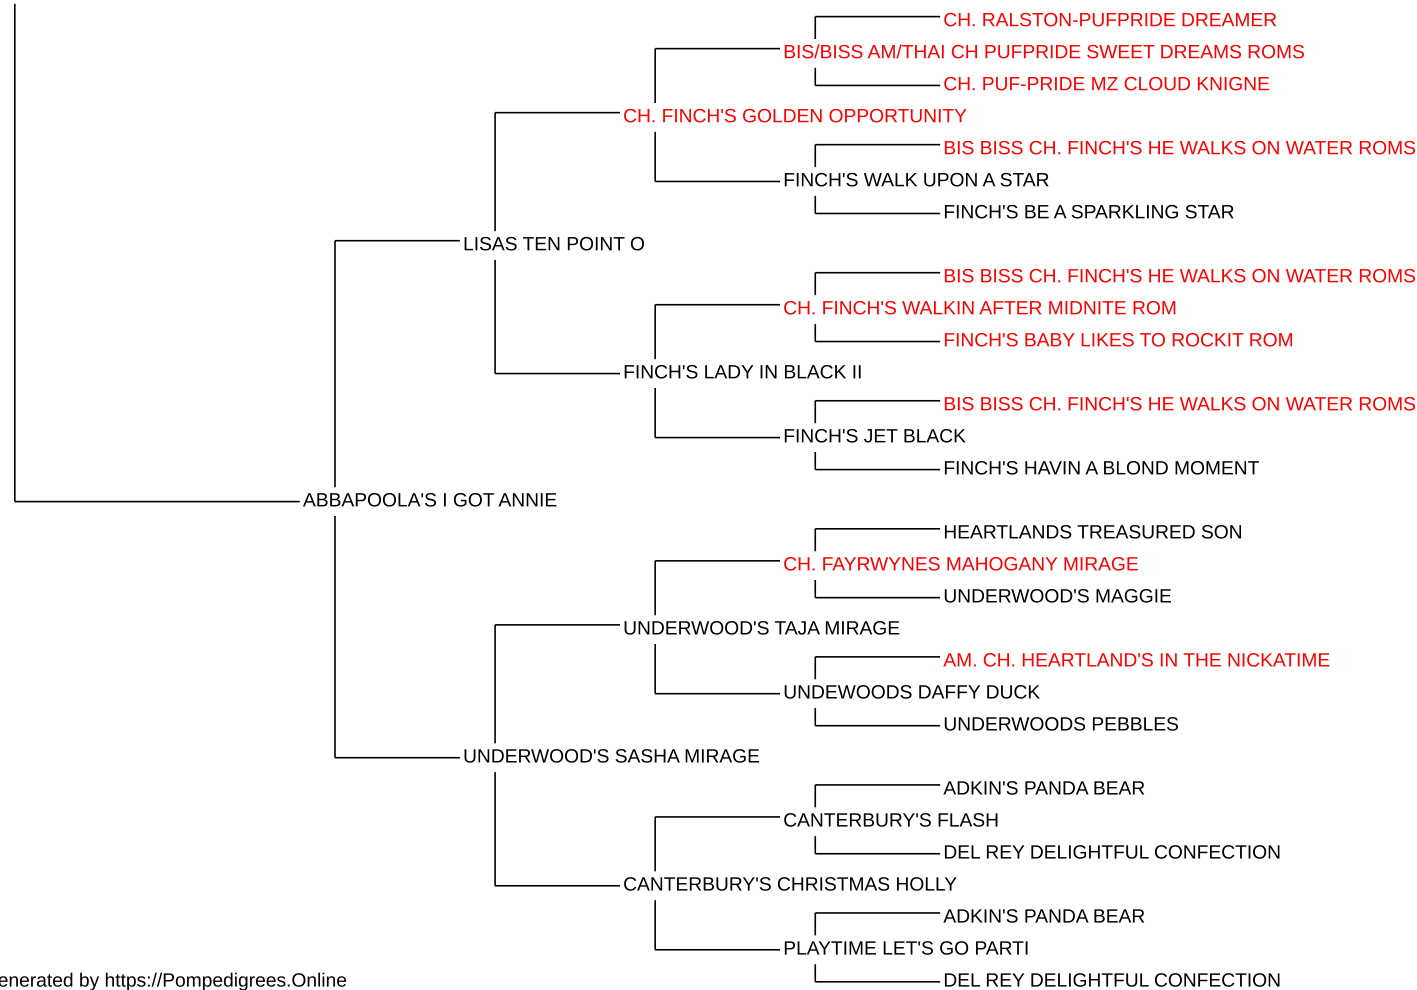 CH. RALSTON-PUFPRIDE DREAMER
BIS/BISS AM/THAI CH PUFPRIDE SWEET DREAMS ROMS
CH. PUF-PRIDE MZ CLOUD KNIGNE
CH. FINCH'S GOLDEN OPPORTUNITY
BIS BISS CH. FINCH'S HE WALKS ON WATER ROMS
FINCH'S WALK UPON A STAR
FINCH'S BE A SPARKLING STAR
LISAS TEN POINT O
BIS BISS CH. FINCH'S HE WALKS ON WATER ROMS
CH. FINCH'S WALKIN AFTER MIDNITE ROM
FINCH'S BABY LIKES TO ROCKIT ROM
FINCH'S LADY IN BLACK II
BIS BISS CH. FINCH'S HE WALKS ON WATER ROMS
FINCH'S JET BLACK
FINCH'S HAVIN A BLOND MOMENT
ABBAPOOLA'S I GOT ANNIE
HEARTLANDS TREASURED SON
CH. FAYRWYNES MAHOGANY MIRAGE
UNDERWOOD'S MAGGIE
UNDERWOOD'S TAJA MIRAGE
AM. CH. HEARTLAND'S IN THE NICKATIME
UNDEWOODS DAFFY DUCK
UNDERWOODS PEBBLES
UNDERWOOD'S SASHA MIRAGE
ADKIN'S PANDA BEAR
CANTERBURY'S FLASH
DEL REY DELIGHTFUL CONFECTION
CANTERBURY'S CHRISTMAS HOLLY
ADKIN'S PANDA BEAR
PLAYTIME LET'S GO PARTI
DEL REY DELIGHTFUL CONFECTION
enerated by https://Pompedigrees.Online